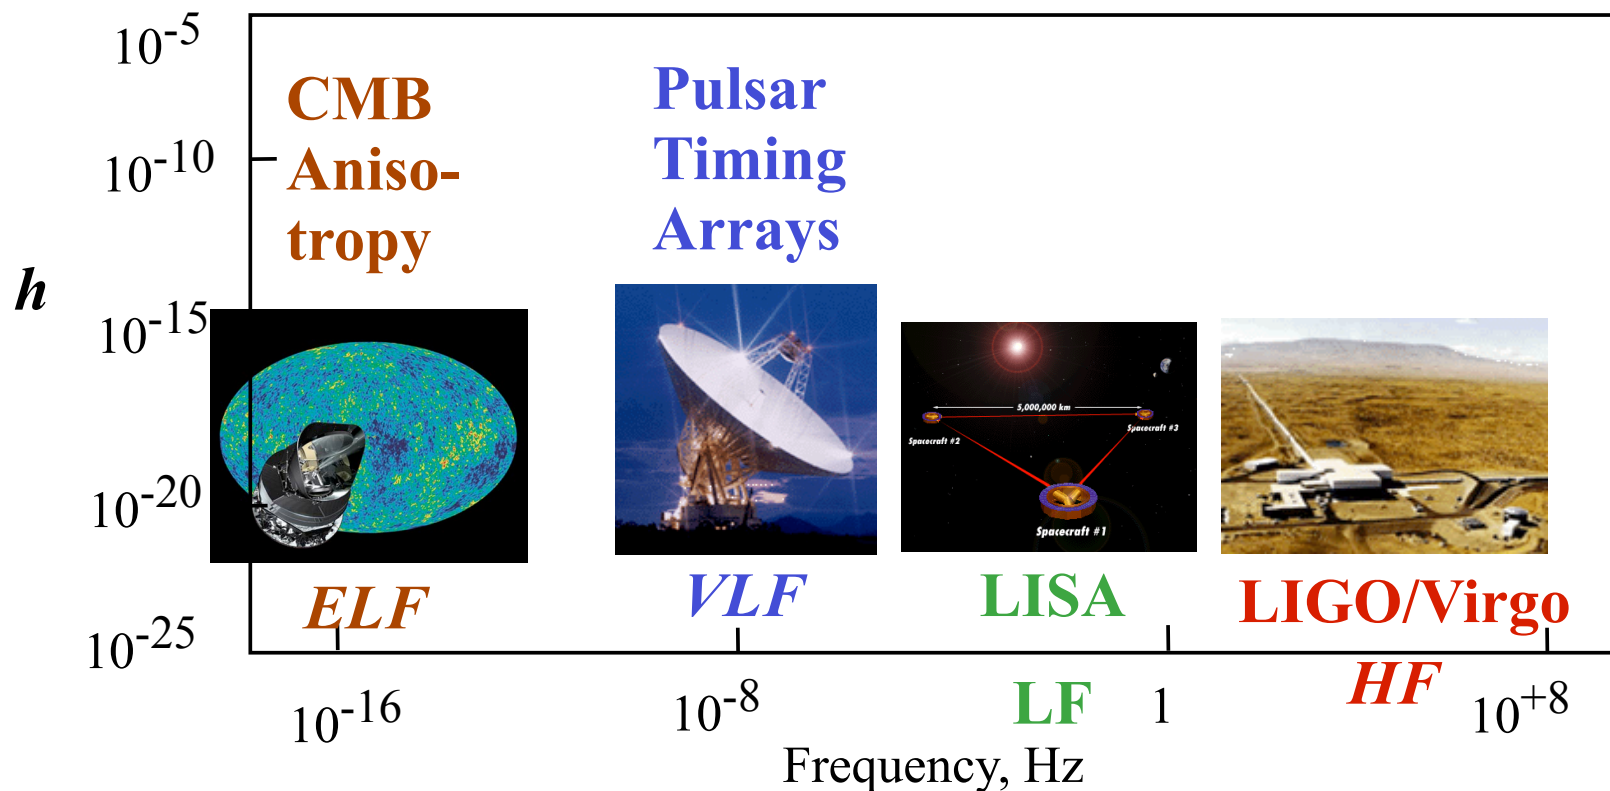 10^-5
10^-10
h
10^-15
10^-20
10^-25
CMB
Aniso-
tropy
Pulsar
Timing
Arrays
5,000,000 km
Spacecraft #2
Spacecraft #3
Spacecraft #1
ELF
VLF
LISA
LIGO/Virgo
LF
HF
10^-16
10^-8
1
10^+8
Frequency, Hz